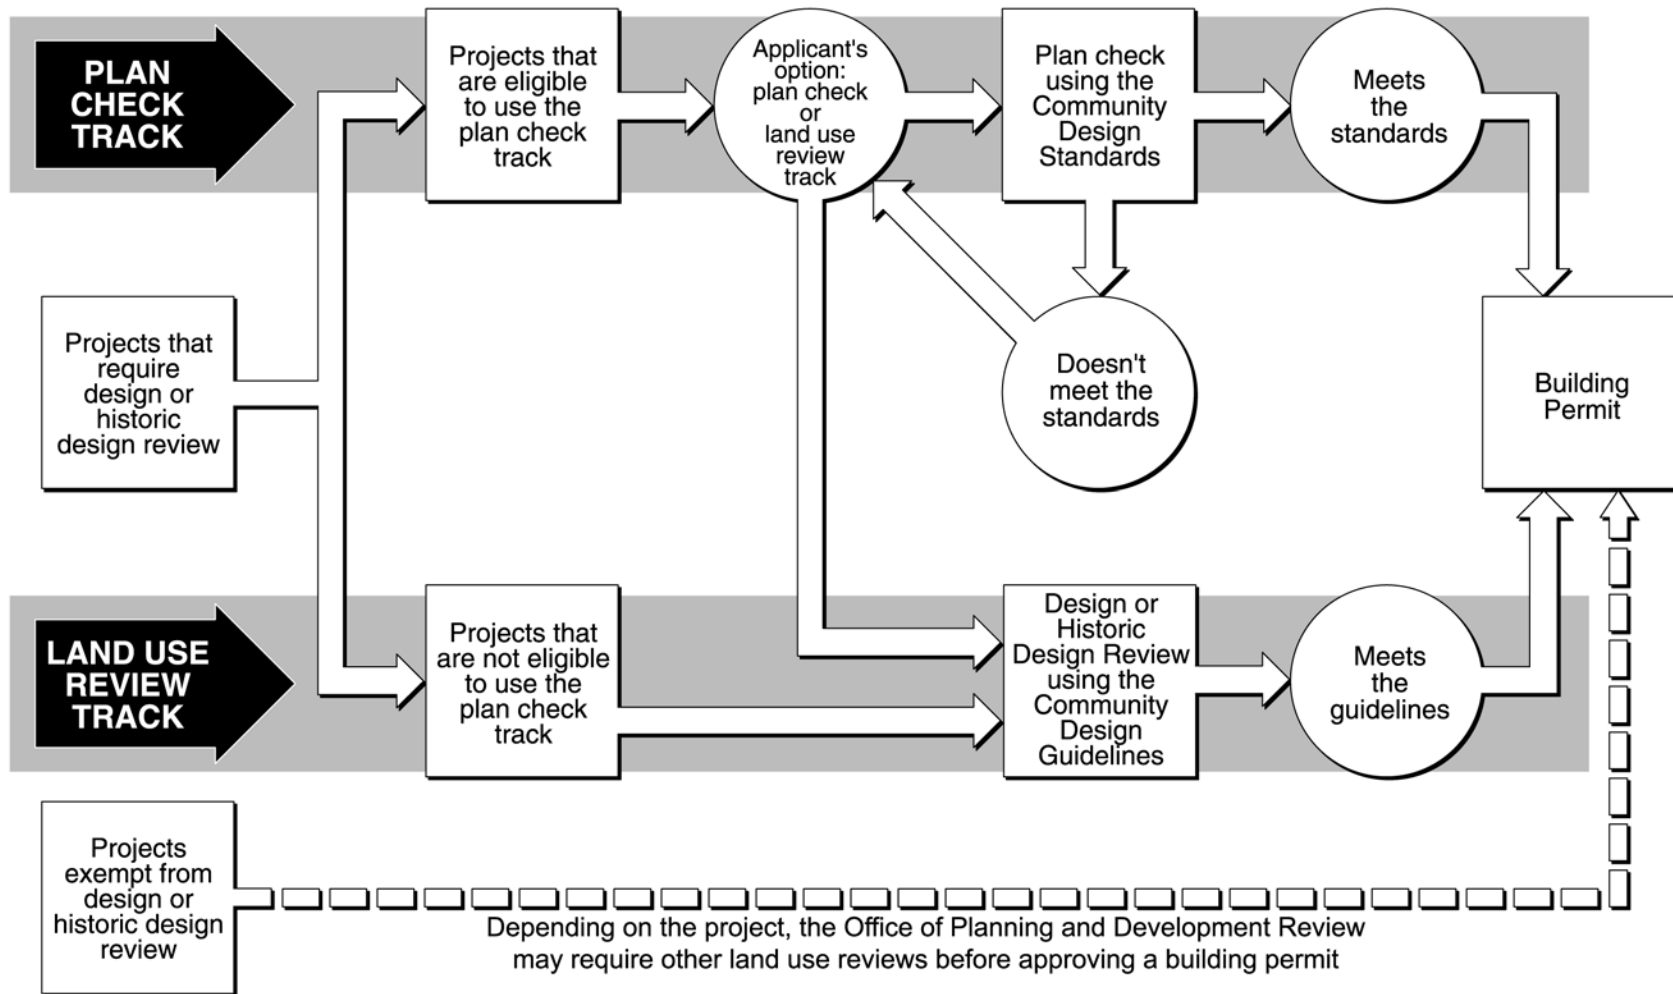 PLAN
CHECK
TRACK
Projects that
are eligible
to use the
plan check
track
Applicant's
option:
plan check
or
land use
review
track
Plan check
using the
Community
Design
Standards
Meets
the
standards
Projects that
require
design or
historic
design review
Doesn't
meet the
standards
Building
Permit
LAND USE
REVIEW
TRACK
Projects that
are not eligible
to use the
plan check
track
Design or
Historic
Design Review
using the
Community
Design
Guidelines
Meets
the
guidelines
Projects
exempt from
design or
historic design
review
Depending on the project, the Office of Planning and Development Review
may require other land use reviews before approving a building permit